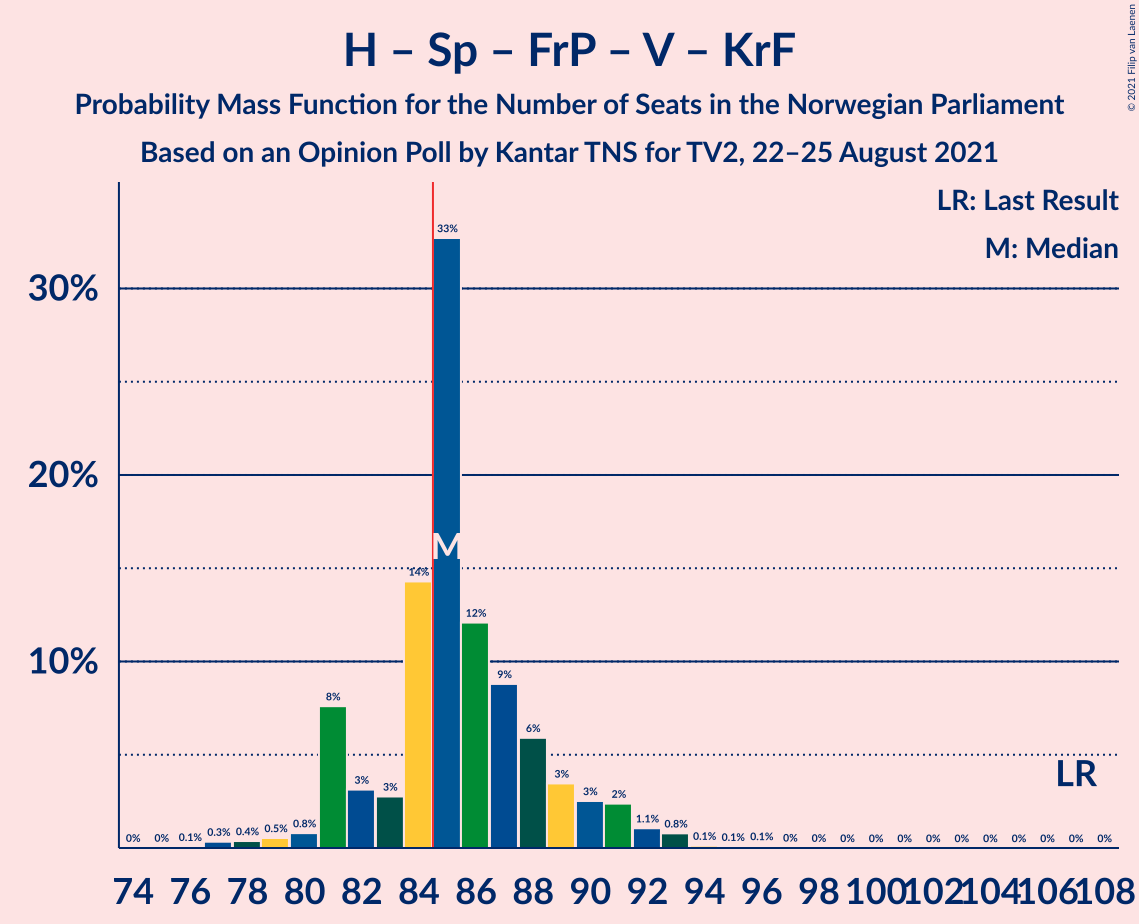 H – Sp – FrP – V – KrF
Probability Mass Function for the Number of Seats in the Norwegian Parliament
Based on an Opinion Poll by Kantar TNS for TV2, 22–25 August 2021
© 2021 Filip van Laenen
LR: Last Result
M: Median
30%
20%
10%
0% 0% 0.1% 0.3% 0.4% 0.5% 0.8% 8% 3% 3% 14% 33% 12% 9% 6% 3% 3% 2% 1.1% 0.8% 0.1% 0.1% 0.1% 0% 0% 0% 0% 0% 0% 0% 0% 0% 0% 0% 0%
M
LR
74 76 78 80 82 84 86 88 90 92 94 96 98 100 102 104 106 108